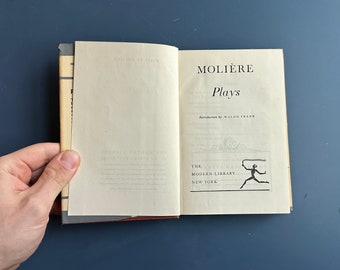 MOLIÈRE
Plays
Introduction by WALDO FRANK
THE
MODERN LIBRARY
NEW YORK